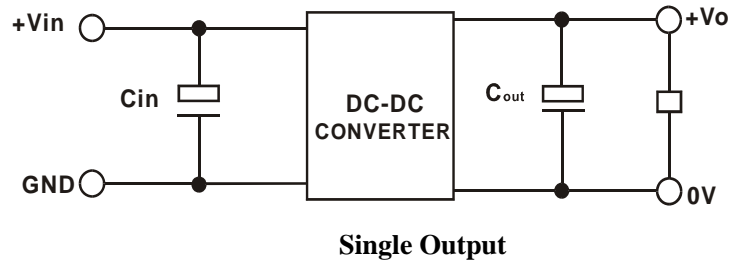 +Vin
+Vo
Cin
DC-DC
CONVERTER
Cout
GND
0V
Single Output